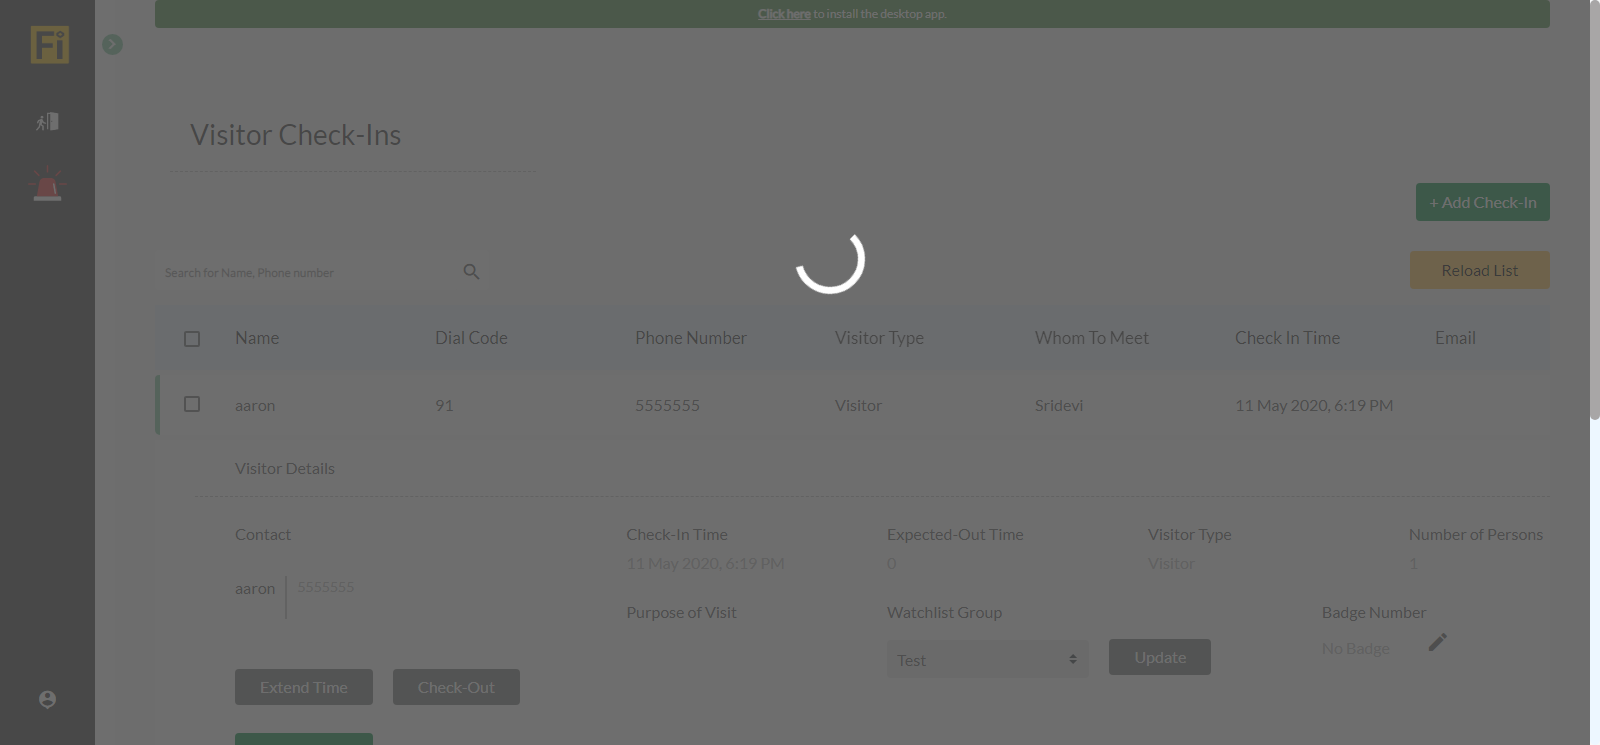 Click here to install the desktop app.
Fi
Visitor Check-Ins
+ Add Check-In
Search for Name, Phone number
Reload List
Name Dial Code Phone Number Visitor Type Whom To Meet Check In Time Email
aaron 91 5555555 Visitor Sridevi 11 May 2020, 6:19 PM
Visitor Details
Contact Check-In Time Expected-Out Time Visitor Type Number of Persons
11 May 2020, 6:19 PM 0 Visitor 1
aaron 5555555
Purpose of Visit Watchlist Group Badge Number
Test Update No Badge
Extend Time Check-Out